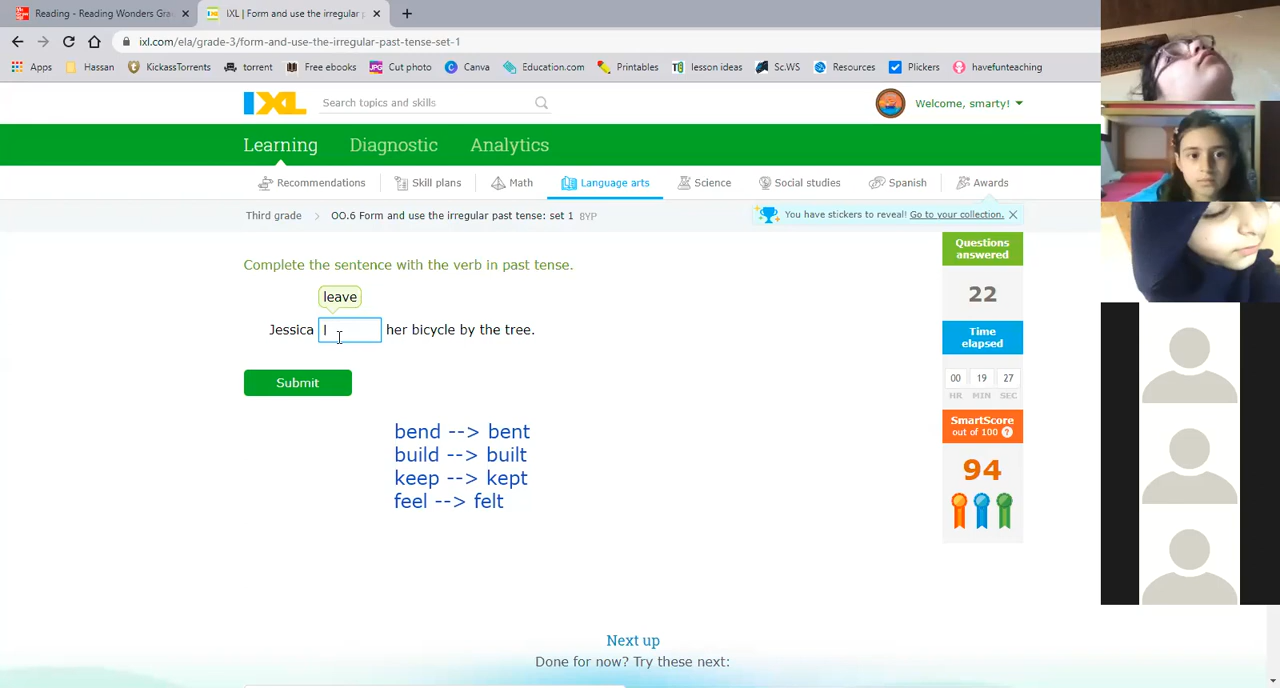 Reading - Reading Wonders Gra
IXL | Form and use the irregular p
ixl.com/ela/grade-3/form-and-use-the-irregular-past-tense-set-1
Apps Hassan KickassTorrents torrent Free ebooks Cut photo Canva Education.com Printables lesson ideas Sc.WS Resources Plickers havefunteaching
IXL Search topics and skills Welcome, smarty!
Learning Diagnostic Analytics
Recommendations Skill plans Math Language arts Science Social studies Spanish Awards
Third grade OO.6 Form and use the irregular past tense: set 1 8YP
You have stickers to reveal! Go to your collection.
Complete the sentence with the verb in past tense.
leave
Jessica l her bicycle by the tree.
Submit
bend --> bent
build --> built
keep --> kept
feel --> felt
Questions
answered
22
Time
elapsed
00 19 27
HR MIN SEC
SmartScore
out of 100 ?
94
Next up
Done for now? Try these next: